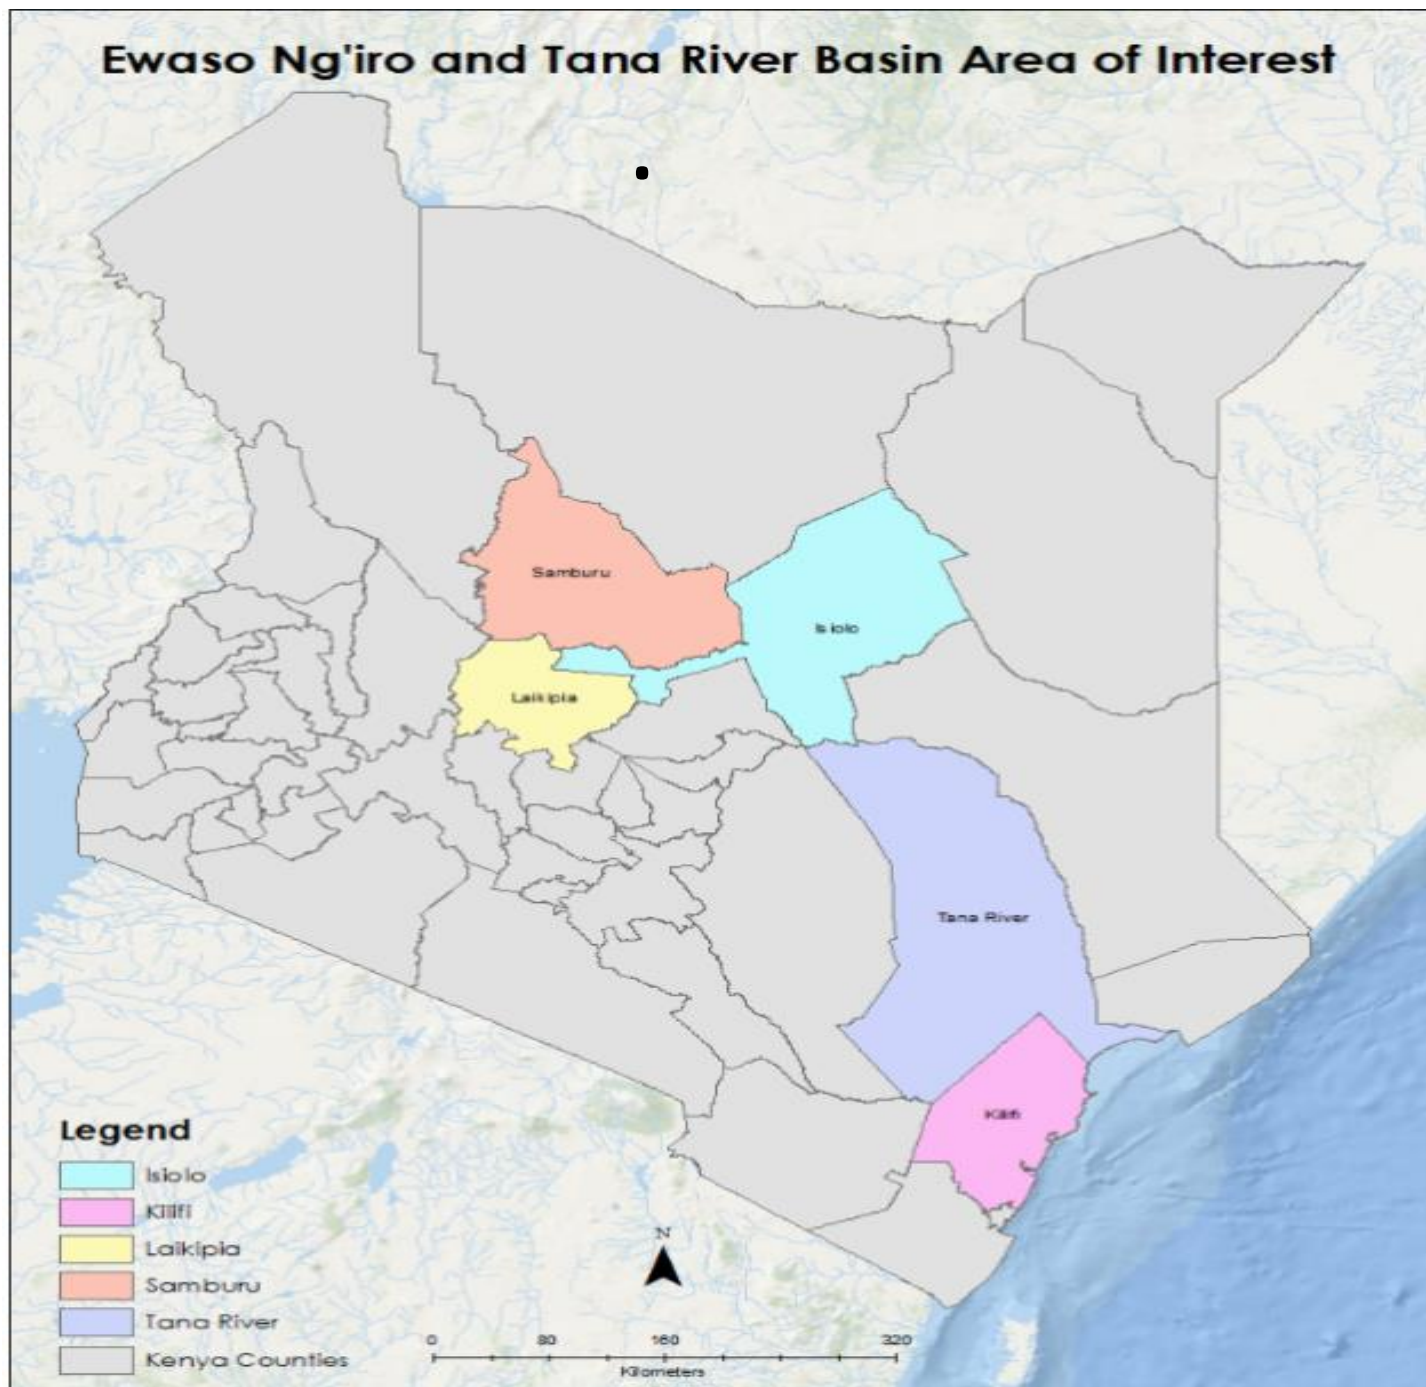 Ewaso Ng'iro and Tana River Basin Area of Interest
Samburu
Isiolo
Laikipia
Tana River
Kilifi
Legend
Isiolo
Kilifi
Laikipia
Samburu
Tana River
Kenya Counties
N
0 80 160 320
Kilometers